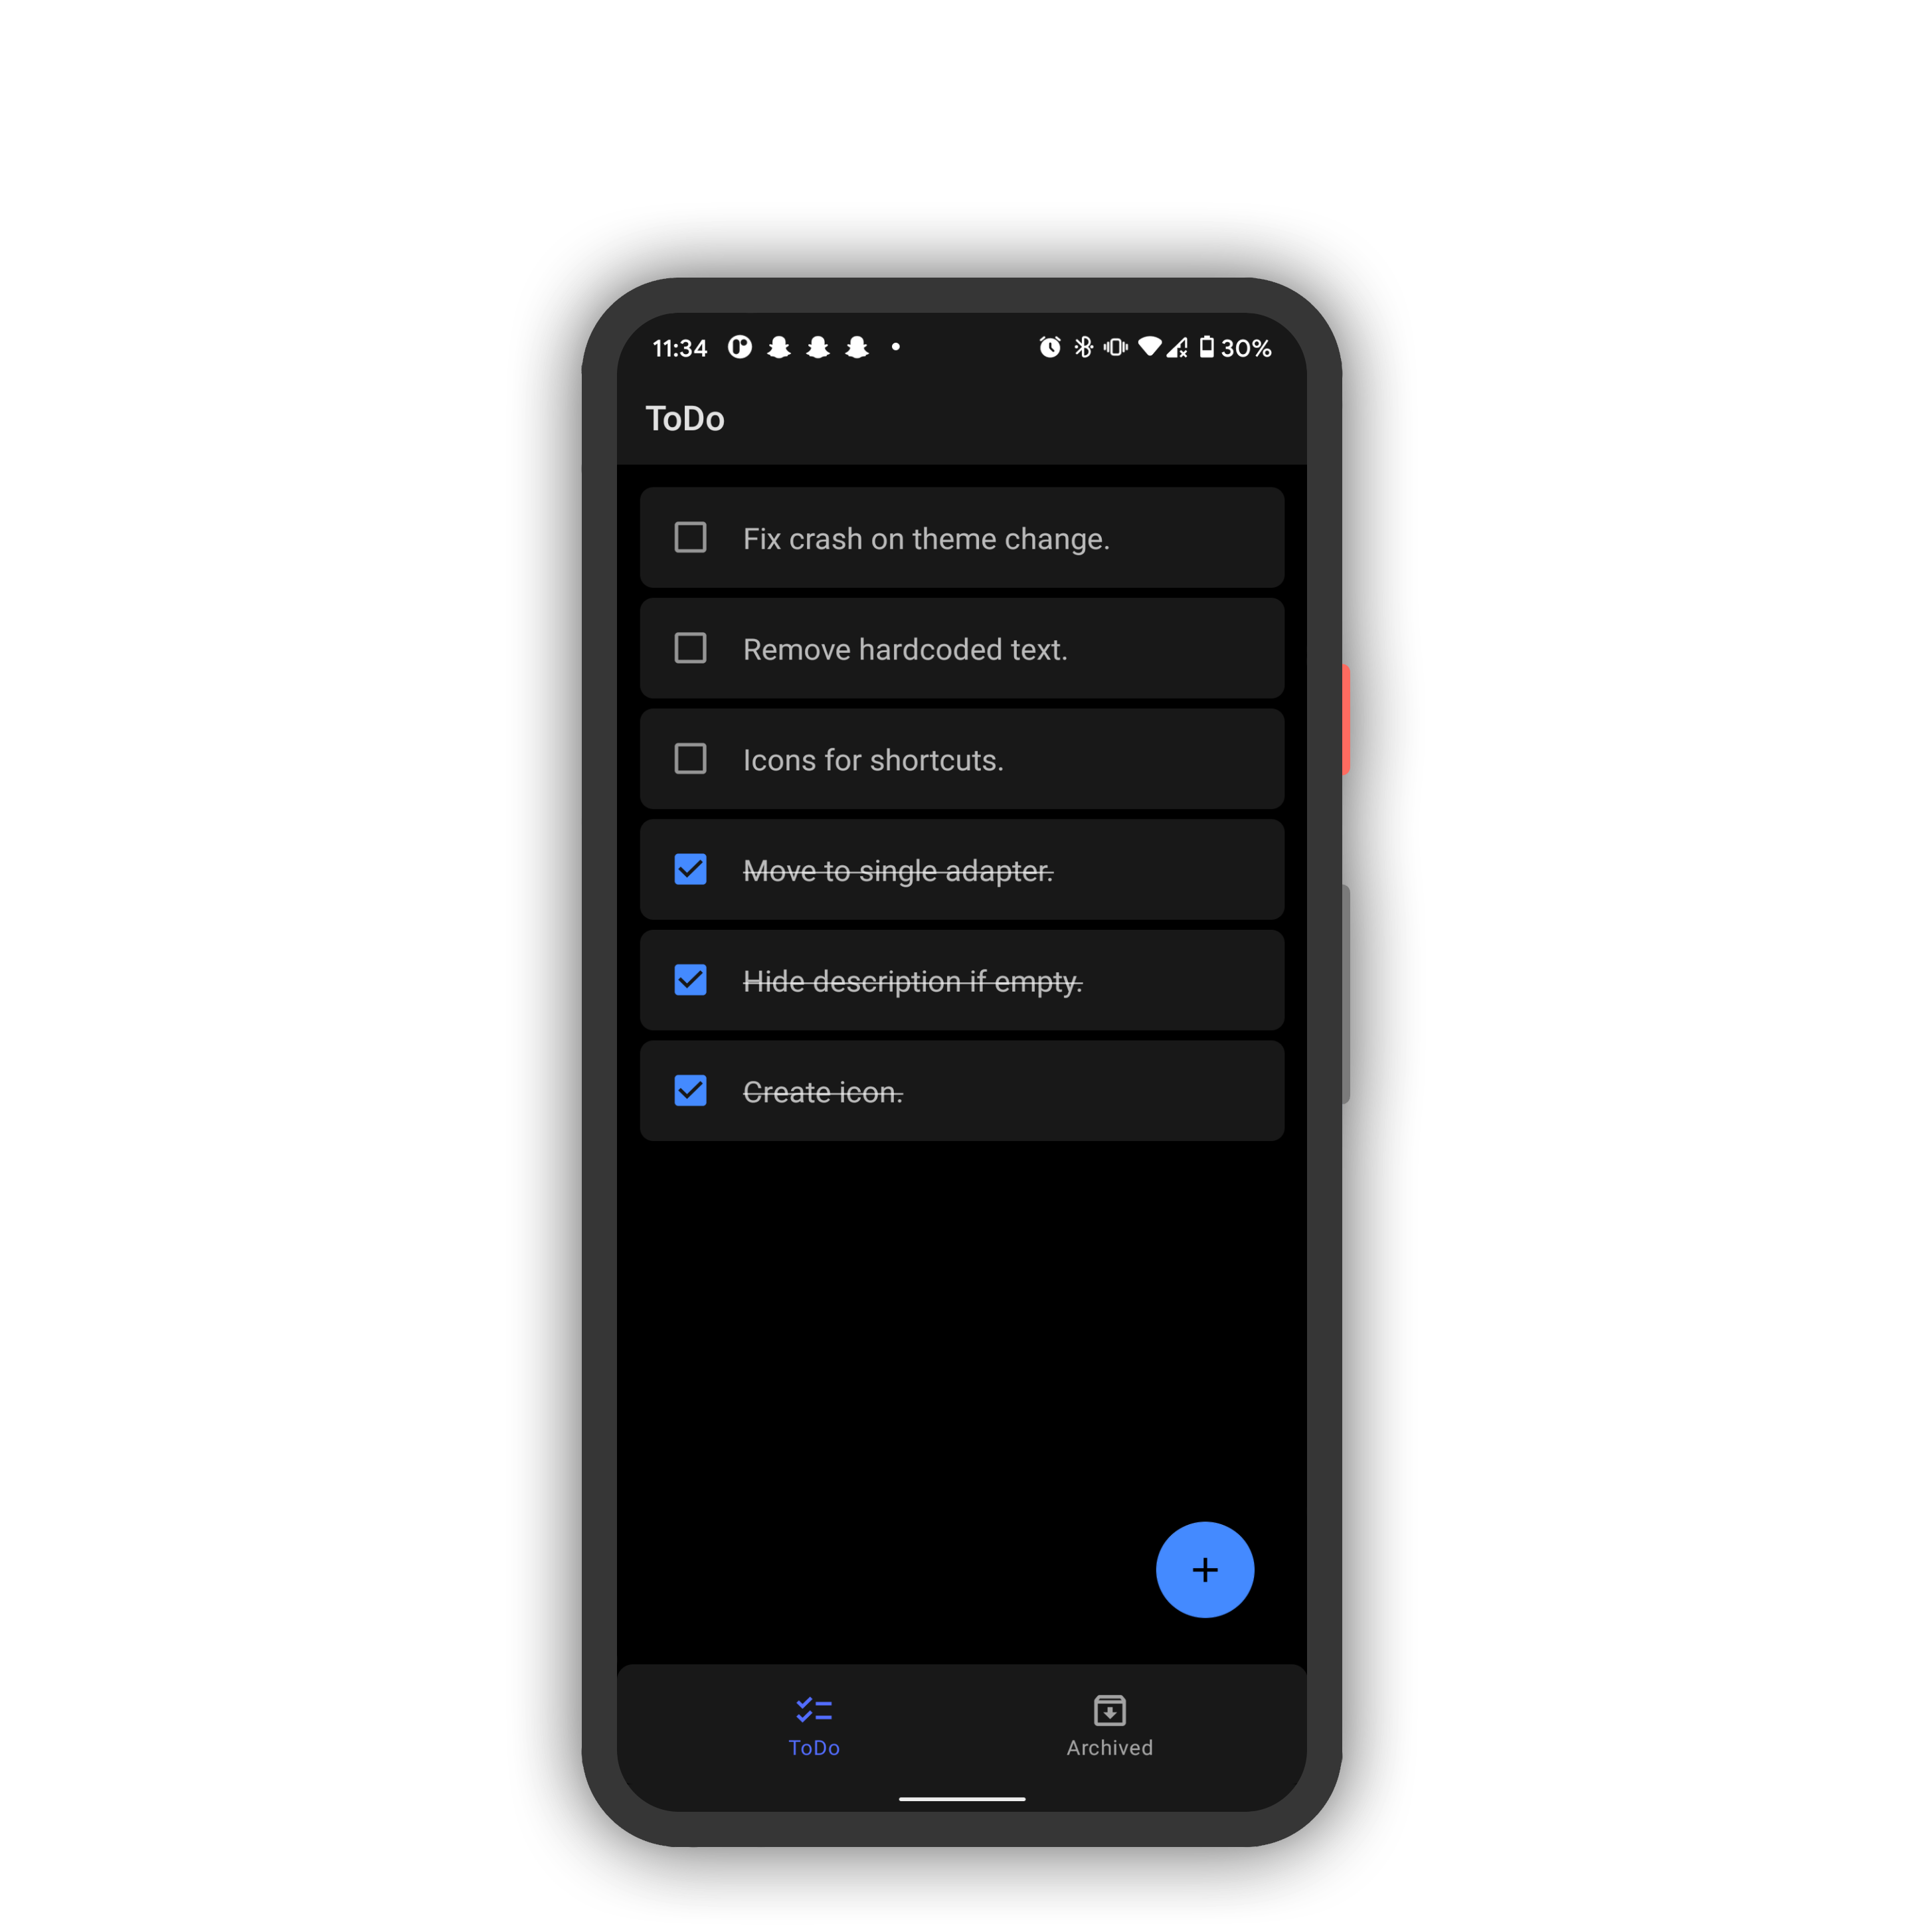 11:34 30%
ToDo
Fix crash on theme change.
Remove hardcoded text.
Icons for shortcuts.
Move to single adapter.
Hide description if empty.
Create icon.
ToDo Archived